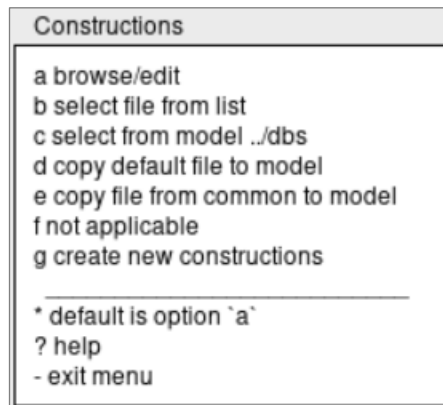 Constructions
a browse/edit
b select file from list
c select from model ../dbs
d copy default file to model
e copy file from common to model
f not applicable
g create new constructions
* default is option `a`
? help
- exit menu